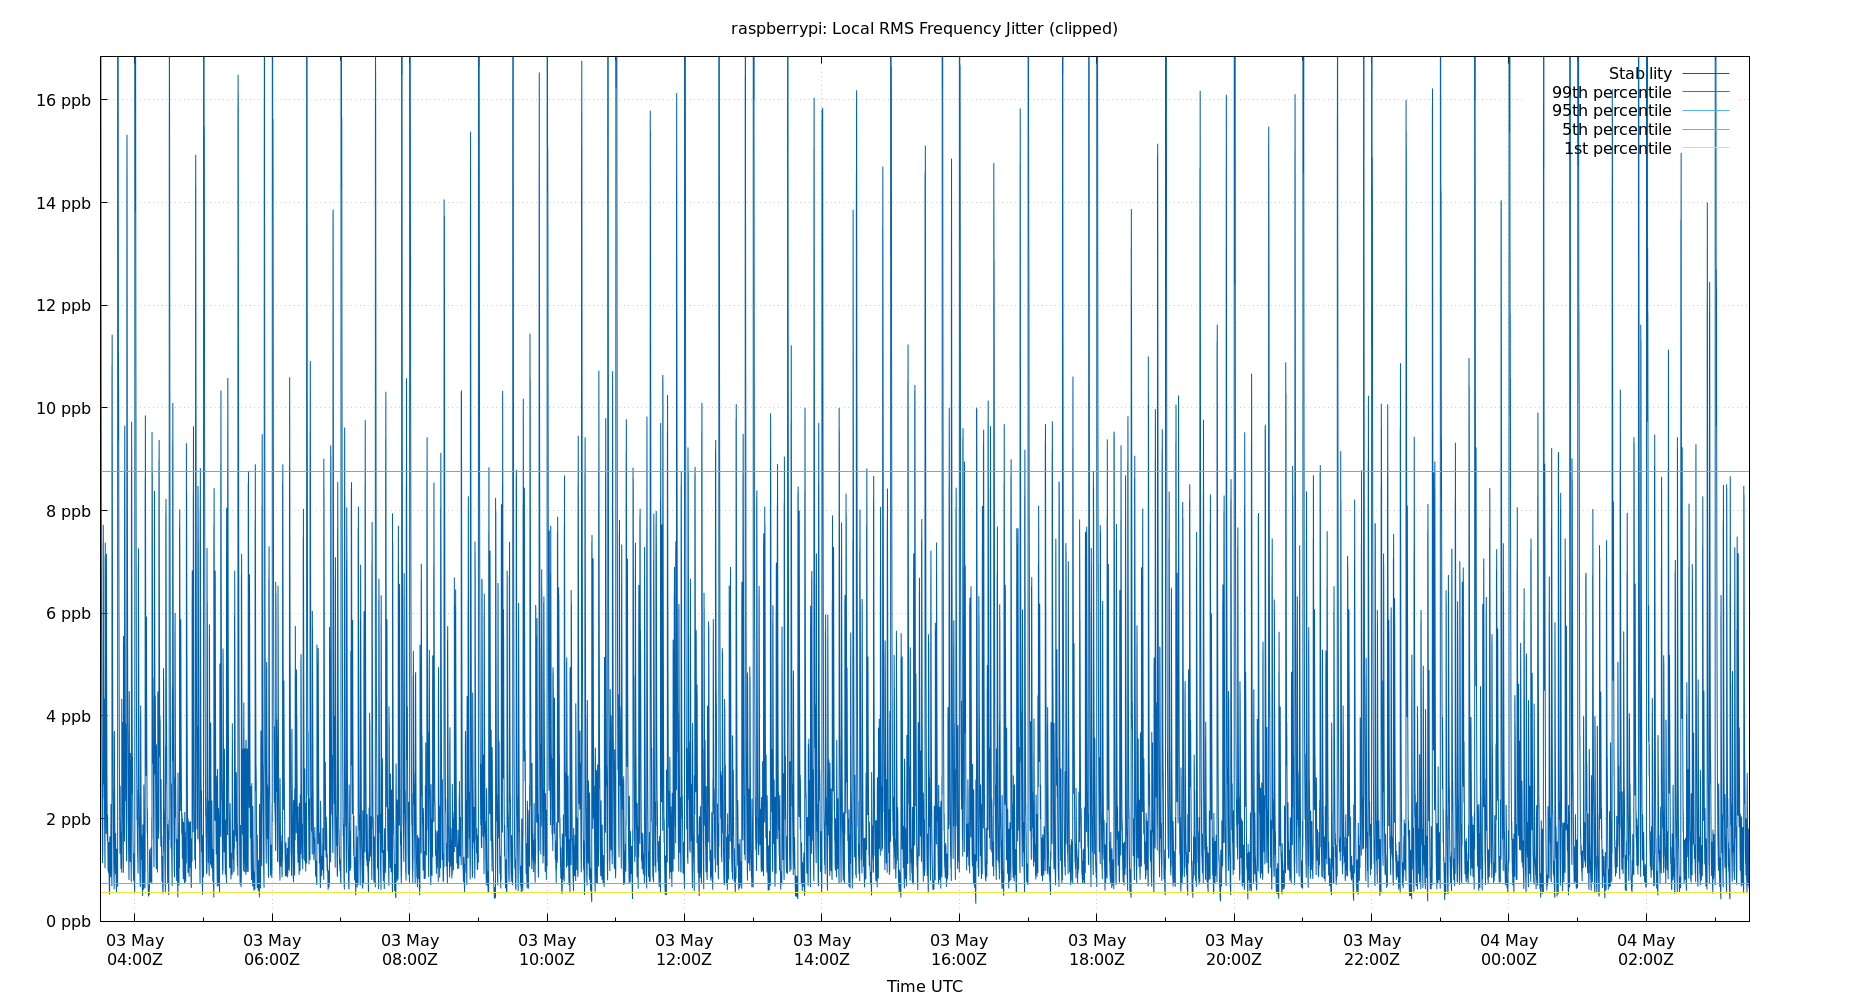 raspberrypi: Local RMS Frequency Jitter (clipped)
Stability
99th percentile
95th percentile
5th percentile
1st percentile
16 ppb
14 ppb
12 ppb
10 ppb
8 ppb
6 ppb
4 ppb
2 ppb
0 ppb
03 May 03 May 03 May 03 May 03 May 03 May 03 May 03 May 03 May 03 May 04 May 04 May
04:00Z 06:00Z 08:00Z 10:00Z 12:00Z 14:00Z 16:00Z 18:00Z 20:00Z 22:00Z 00:00Z 02:00Z
Time UTC